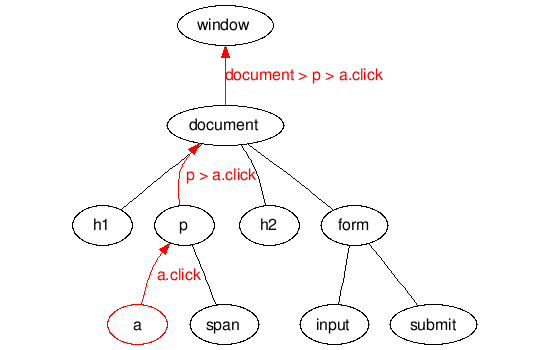 window
document > p > a.click
document
p > a.click
h1
p
h2
form
a.click
a
span
input
submit